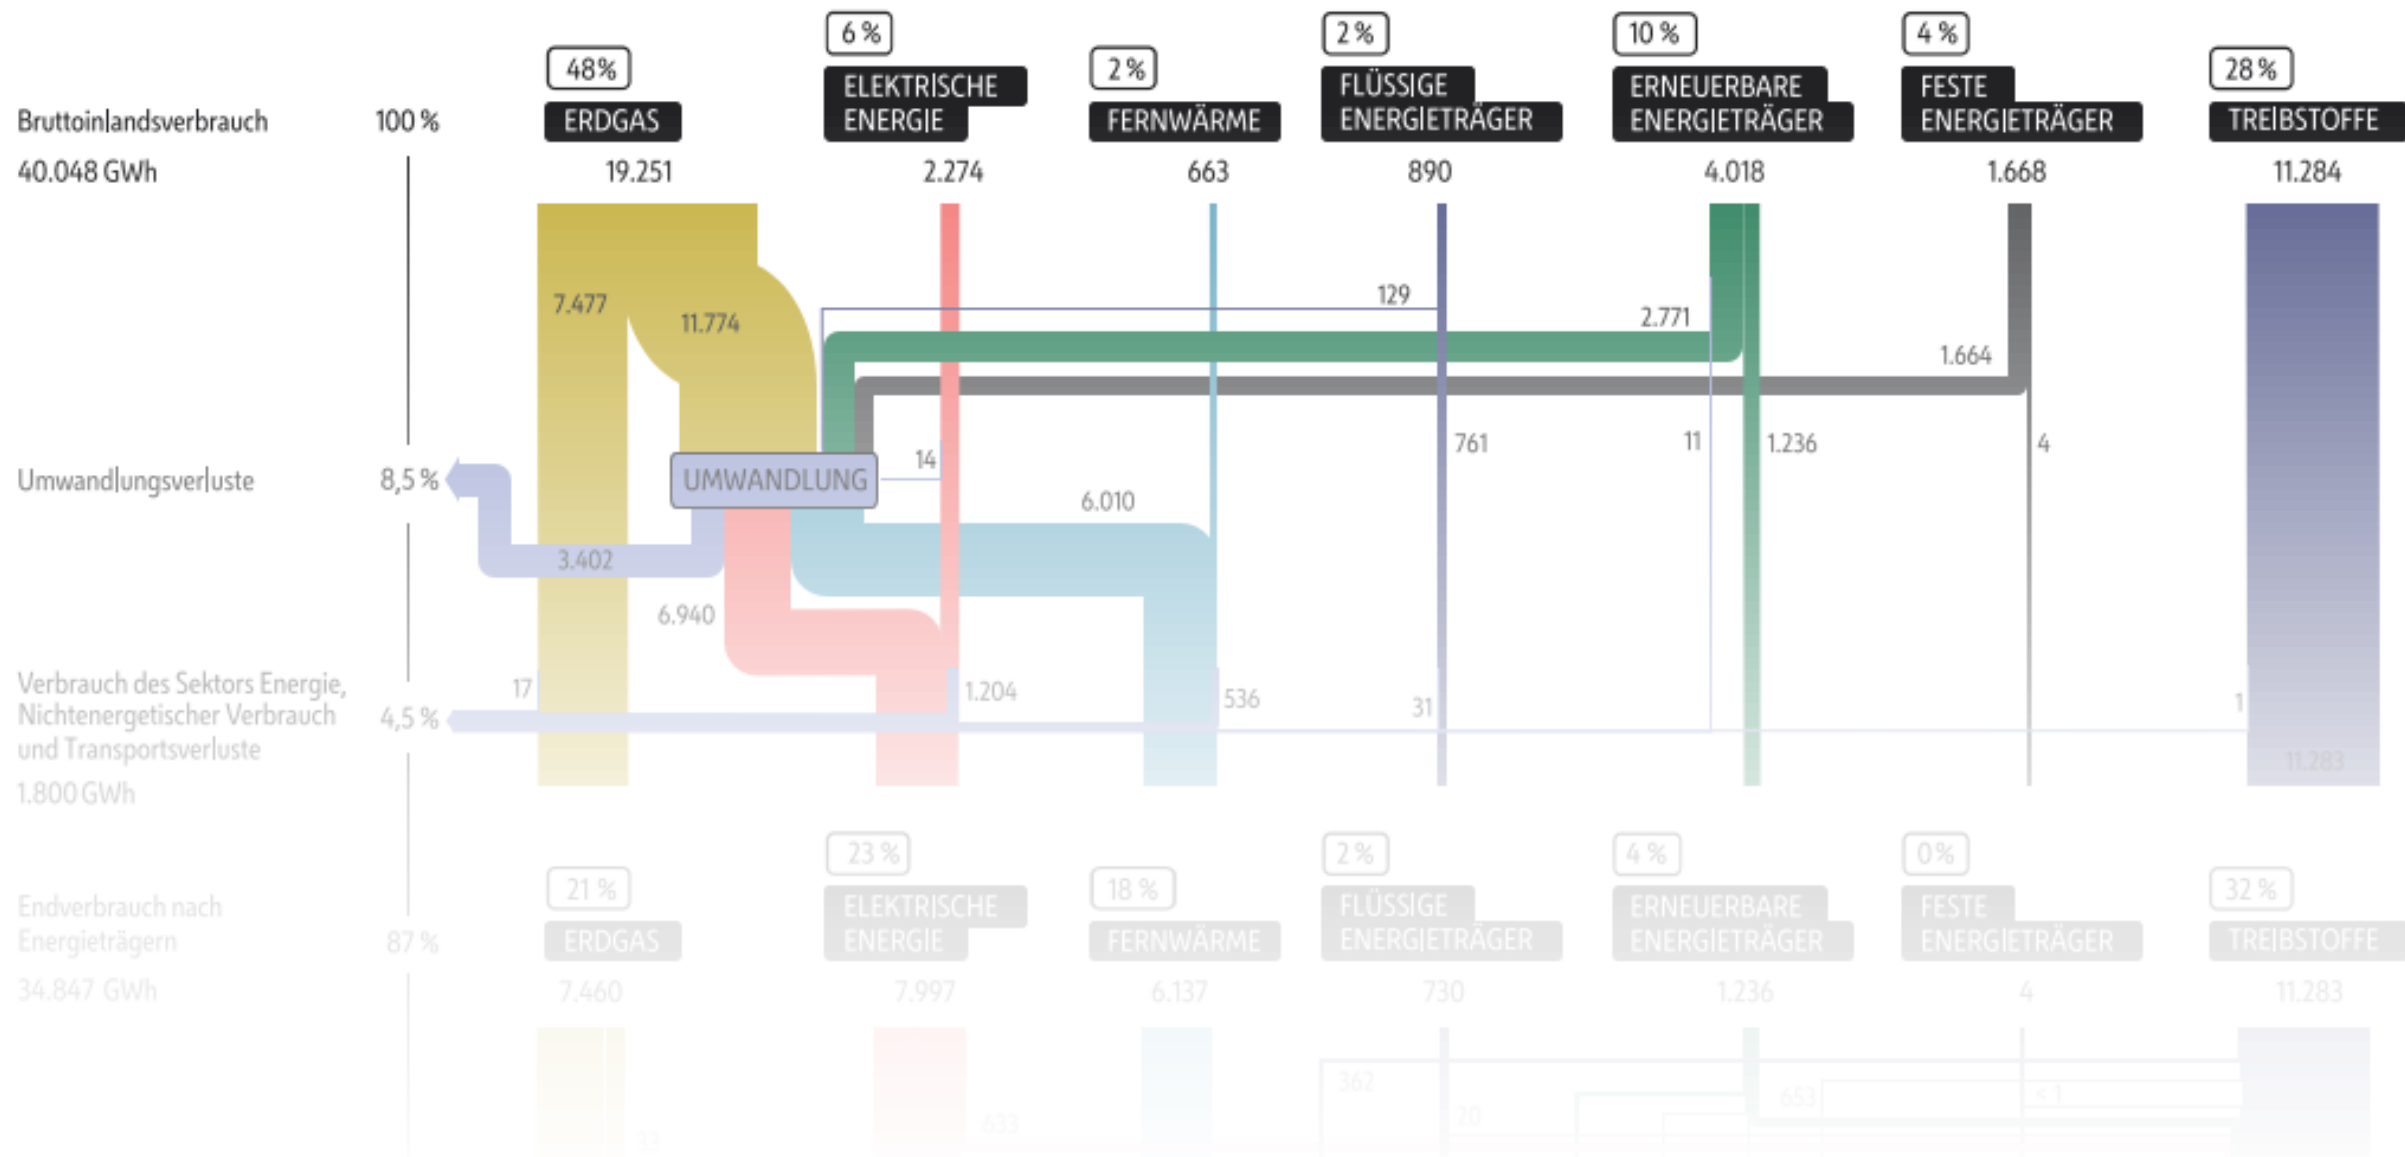 48%
6 %
2 %
2 %
10 %
4 %
28 %
Bruttoinlandsverbrauch
100 %
ERDGAS
ELEKTRISCHE
ENERGIE
FERNWÄRME
FLÜSSIGE
ENERGIETRÄGER
ERNEUERBARE
ENERGIETRÄGER
FESTE
ENERGIETRÄGER
TREIBSTOFFE
40.048 GWh
19.251
2.274
663
890
4.018
1.668
11.284
7.477
11.774
129
2.771
1.664
14
761
11
1.236
4
Umwandlungsverluste
8,5 %
UMWANDLUNG
6.010
3.402
6.940
Verbrauch des Sektors Energie,
Nichtenergetischer Verbrauch
und Transportsverluste
4,5 %
1.800 GWh
17
1.204
536
31
1
11.283
21 %
23 %
18 %
2 %
4 %
0%
32 %
Endverbrauch nach
Energieträgern
87 %
ERDGAS
ELEKTRISCHE
ENERGIE
FERNWÄRME
FLÜSSIGE
ENERGIETRÄGER
ERNEUERBARE
ENERGIETRÄGER
FESTE
ENERGIETRÄGER
TREIBSTOFFE
34.847 GWh
7.460
7.997
6.137
730
1.236
4
11.283
362
653
< 1
20
633